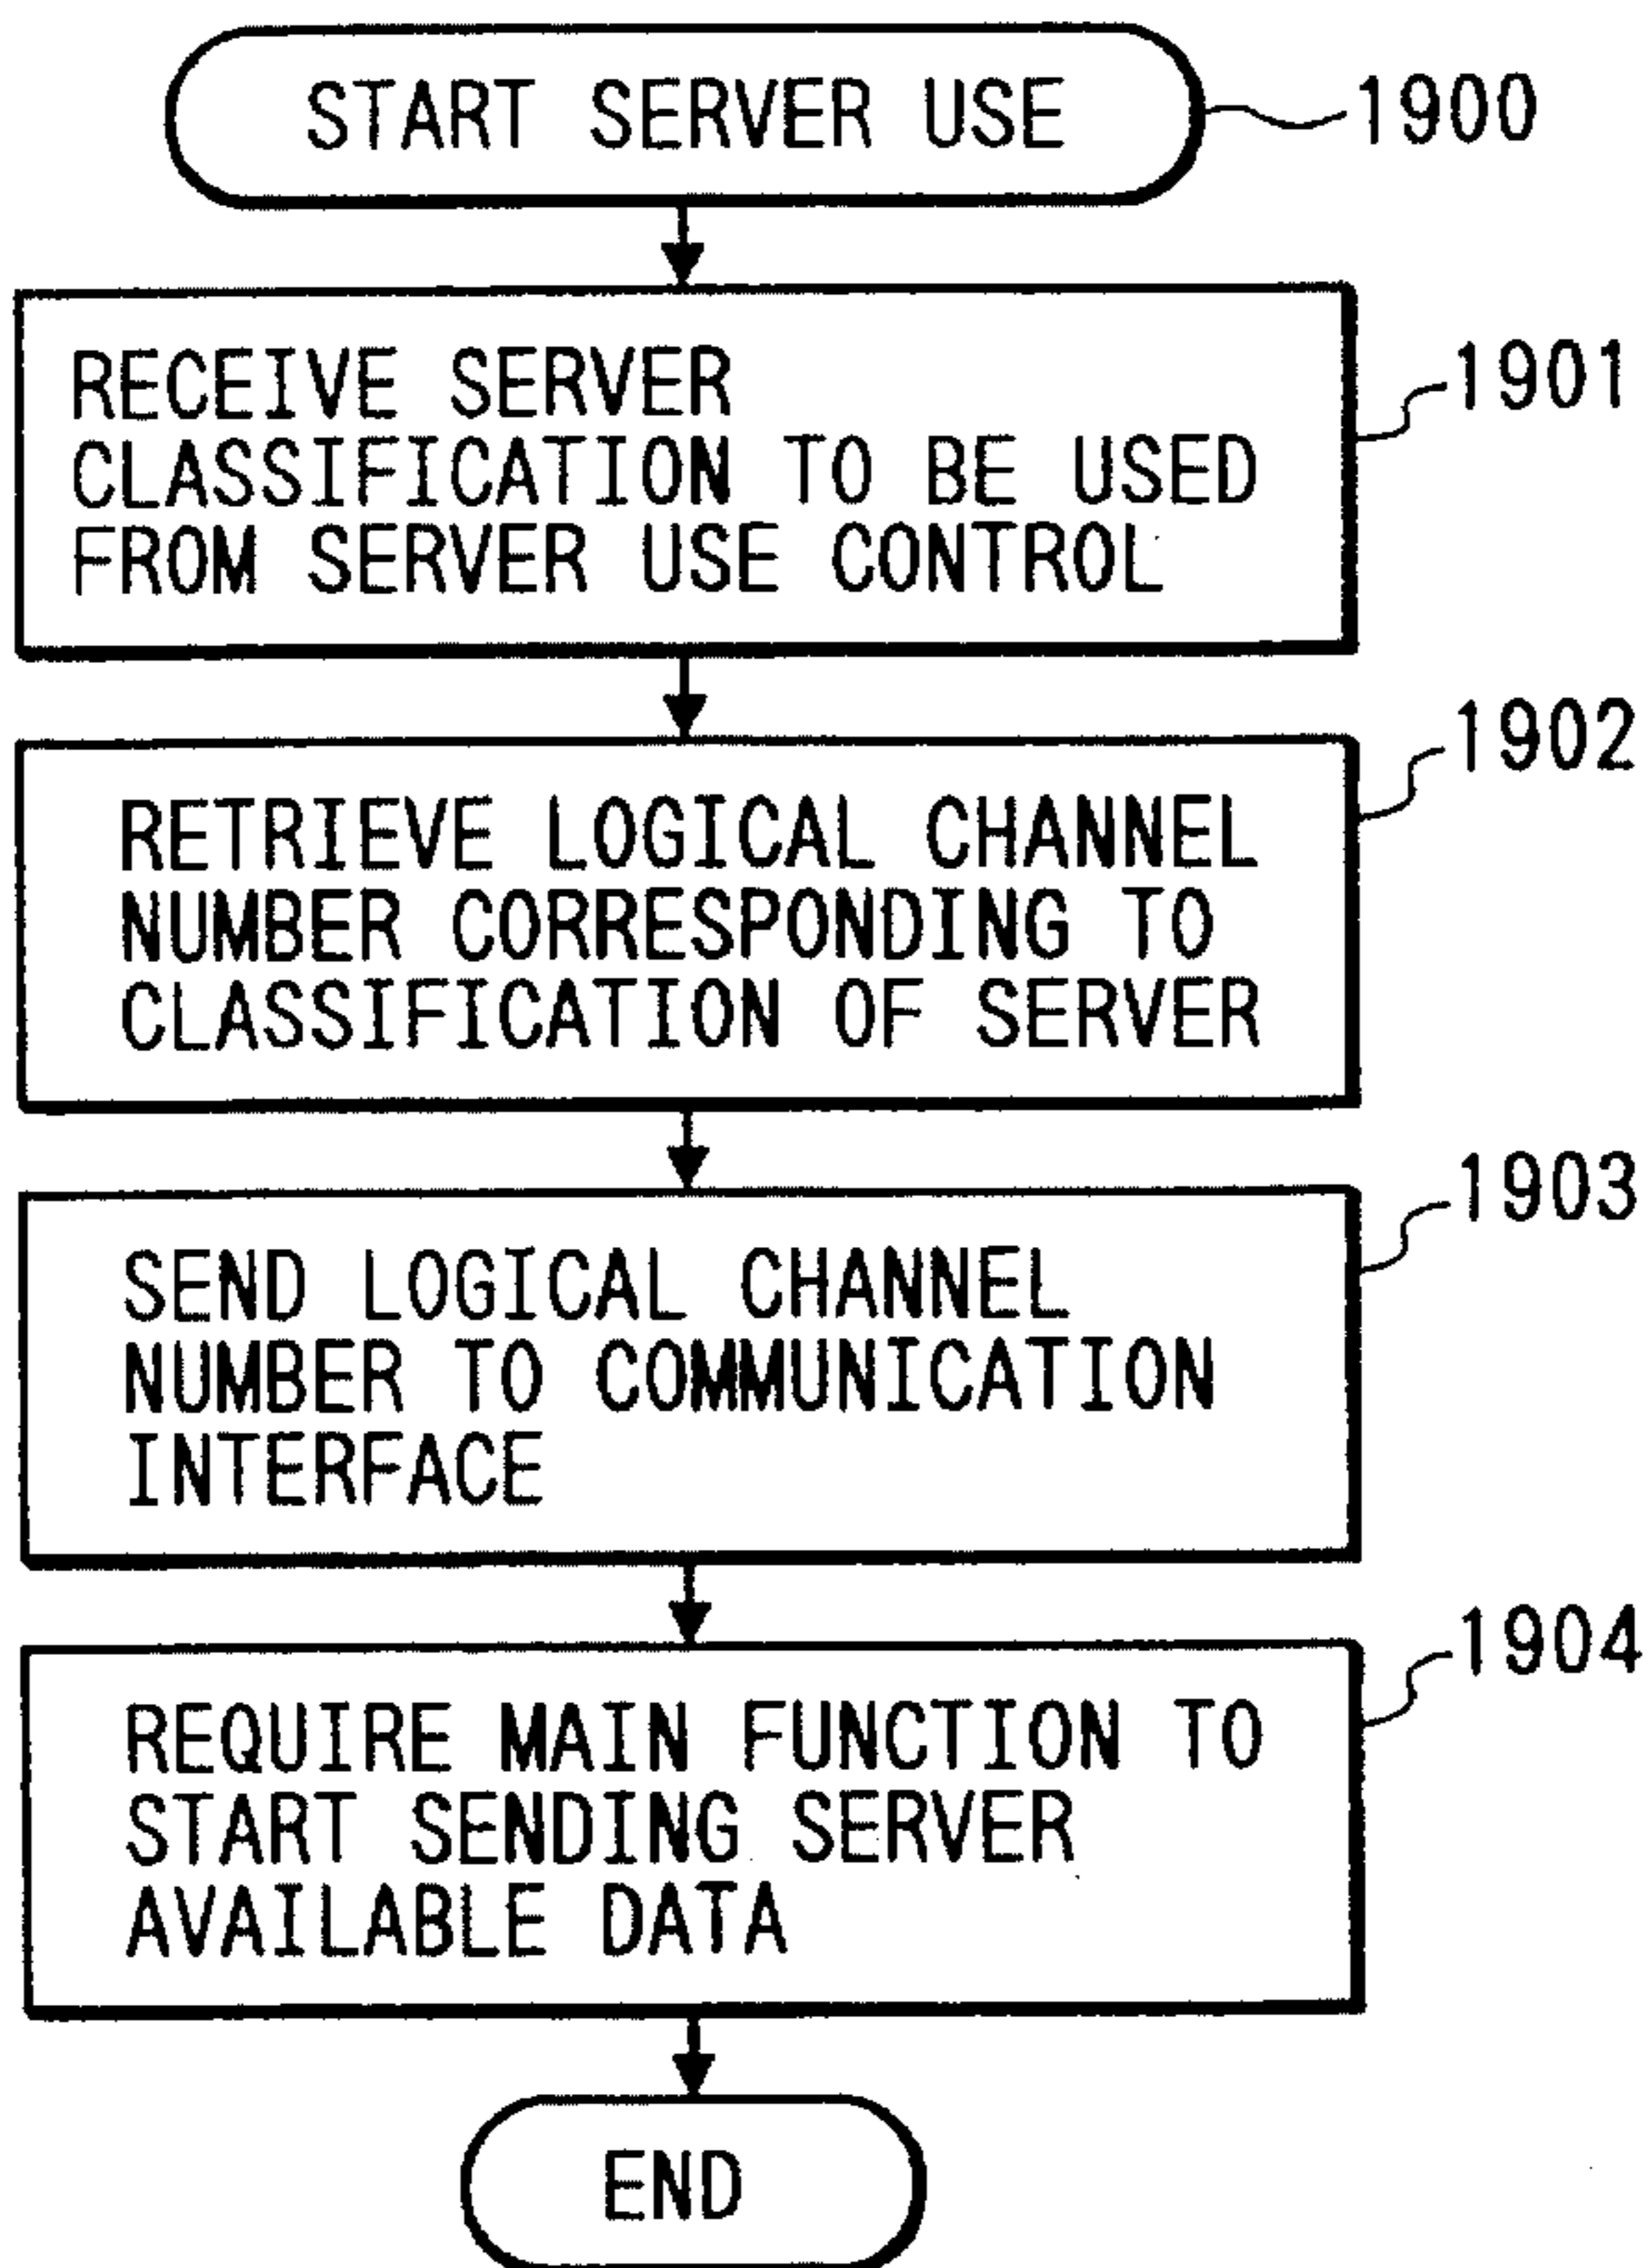 START SERVER USE
1900
RECEIVE SERVER
CLASSIFICATION TO BE USED
FROM SERVER USE CONTROL
1901
RETRIEVE LOGICAL CHANNEL
NUMBER CORRESPONDING TO
CLASSIFICATION OF SERVER
1902
SEND LOGICAL CHANNEL
NUMBER TO COMMUNICATION
INTERFACE
1903
REQUIRE MAIN FUNCTION TO
START SENDING SERVER
AVAILABLE DATA
1904
END